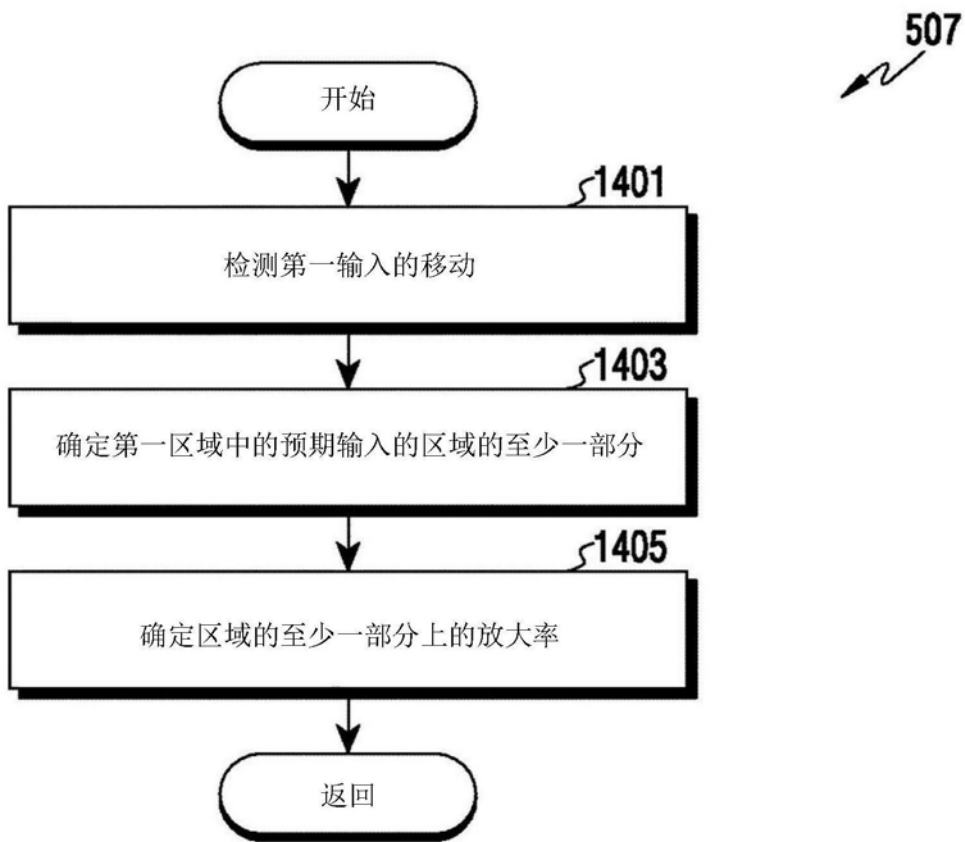 507
开始
1401
检测第一输入的移动
1403
确定第一区域中的预期输入的区域的至少一部分
1405
确定区域的至少一部分上的放大率
返回